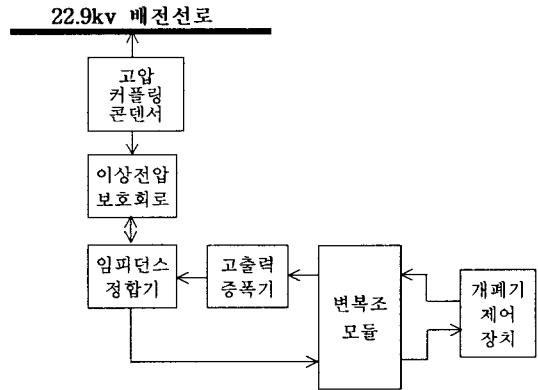 22.9kv 배전선로
고압
커플링
콘덴서
이상전압
보호회로
임피던스
정합기
고출력
증폭기
변복조
모듈
개폐기
제어
장치